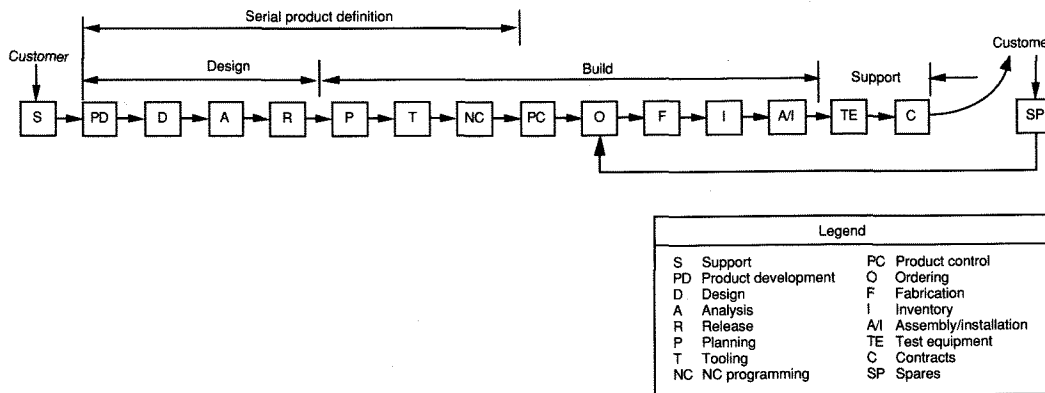 Serial product definition
Customer
Design
Build
Support
Custome
S
PD
D
A
R
P
T
NC
PC
O
F
I
A/I
TE
C
SP
Legend
S Support
PD Product development
D Design
A Analysis
R Release
P Planning
T Tooling
NC NC programming
PC Product control
O Ordering
F Fabrication
I Inventory
A/I Assembly/installation
TE Test equipment
C Contracts
SP Spares